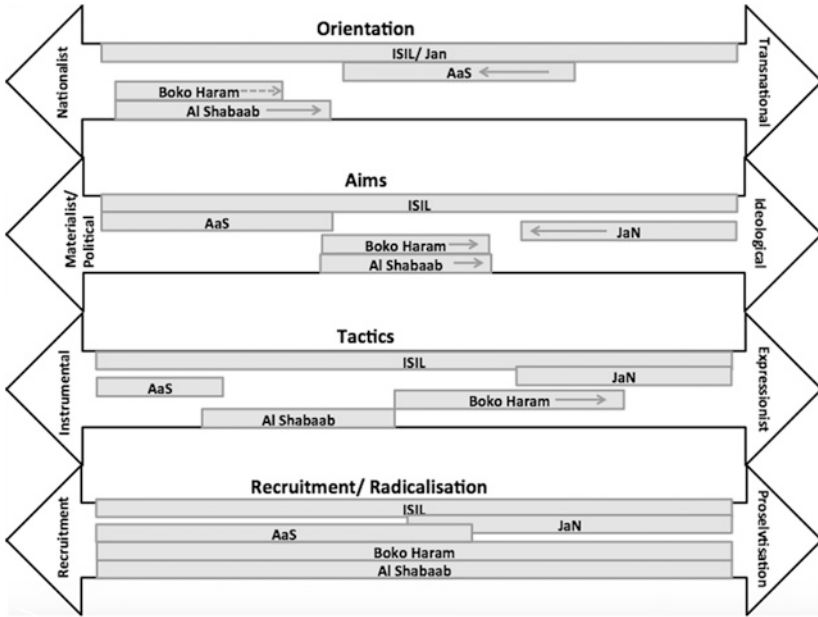 Orientation
Nationalist
Transnational
ISIL/ Jan
AaS
Boko Haram
Al Shabaab
Aims
Materialist/
Political
Ideological
ISIL
AaS
JaN
Boko Haram
Al Shabaab
Tactics
Instrumental
Expressionist
ISIL
JaN
AaS
Boko Haram
Al Shabaab
Recruitment/ Radicalisation
Recruitment
Proselytisation
ISIL
JaN
AaS
Boko Haram
Al Shabaab